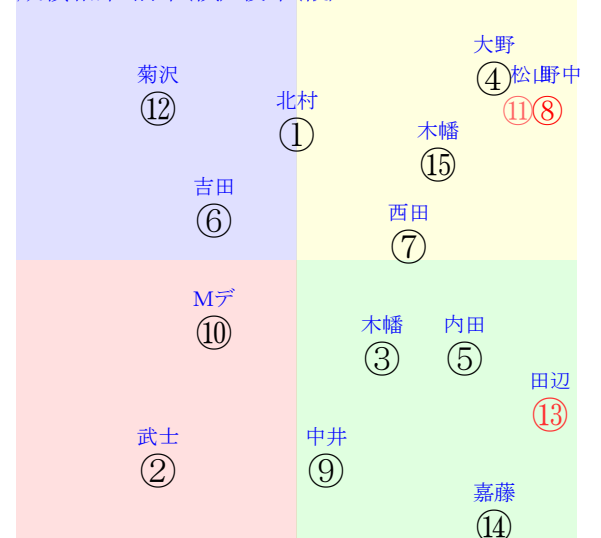 大野
菊沢 松山 野中
④
北村 ⑫ ⑪ ⑧
① 木幡
⑮
吉田
西田
⑥
⑦
Mデ
木幡 内田
⑩
③ ⑤
田辺
⑬
武士 中井
② ⑨
嘉藤
⑭